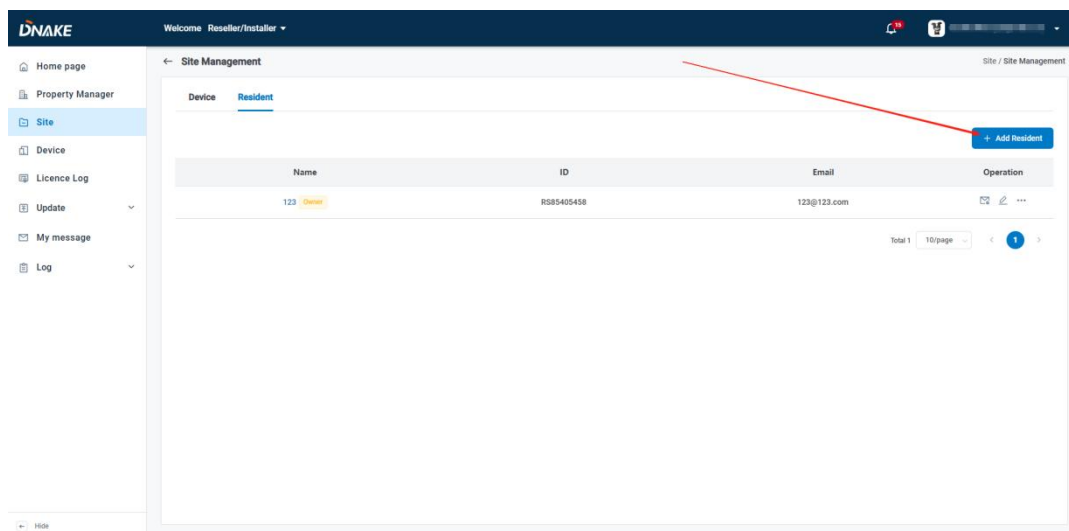 DNAKE
Welcome Reseller/Installer
15
Home page
Property Manager
Site
Device
Licence Log
Update
My message
Log
Hide
← Site Management
Site / Site Management
Device Resident
+ Add Resident
Name ID Email Operation
123 Owner RS85405458 123@123.com
Total 1 10/page < 1 >